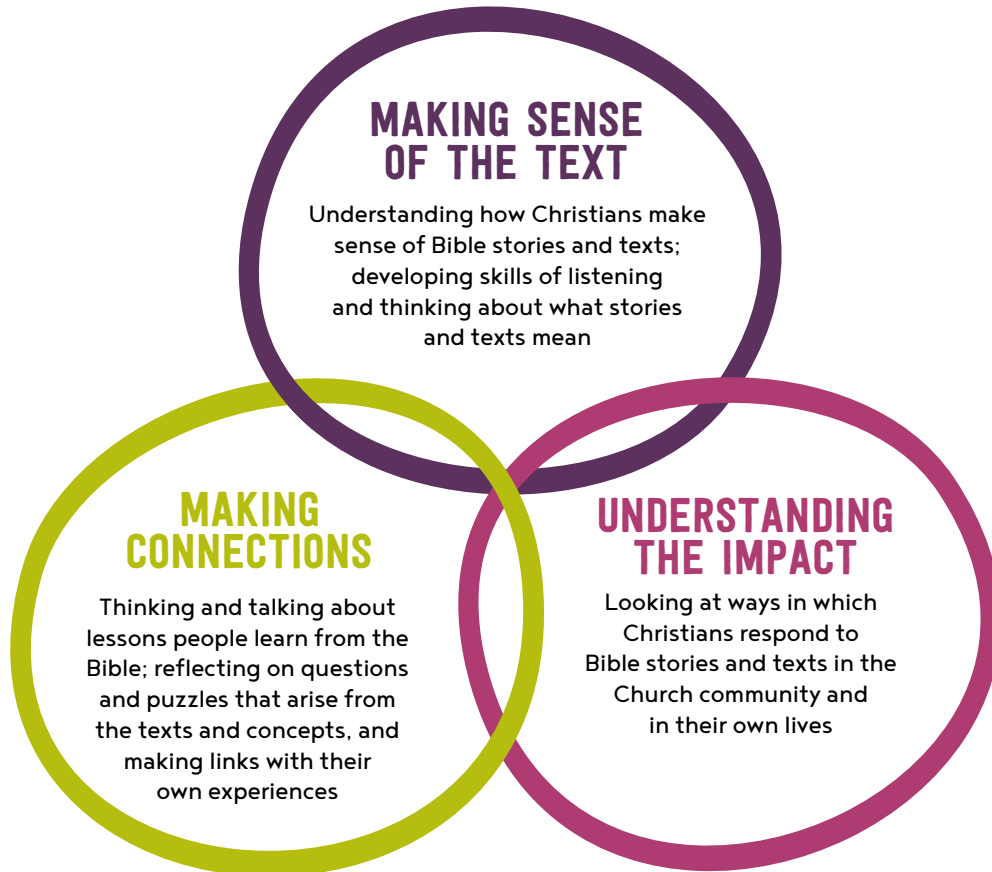 MAKING SENSE
OF THE TEXT
Understanding how Christians make
sense of Bible stories and texts;
developing skills of listening
and thinking about what stories
and texts mean
MAKING
CONNECTIONS
Thinking and talking about
lessons people learn from the
Bible; reflecting on questions
and puzzles that arise from
the texts and concepts, and
making links with their
own experiences
UNDERSTANDING
THE IMPACT
Looking at ways in which
Christians respond to
Bible stories and texts in the
Church community and
in their own lives